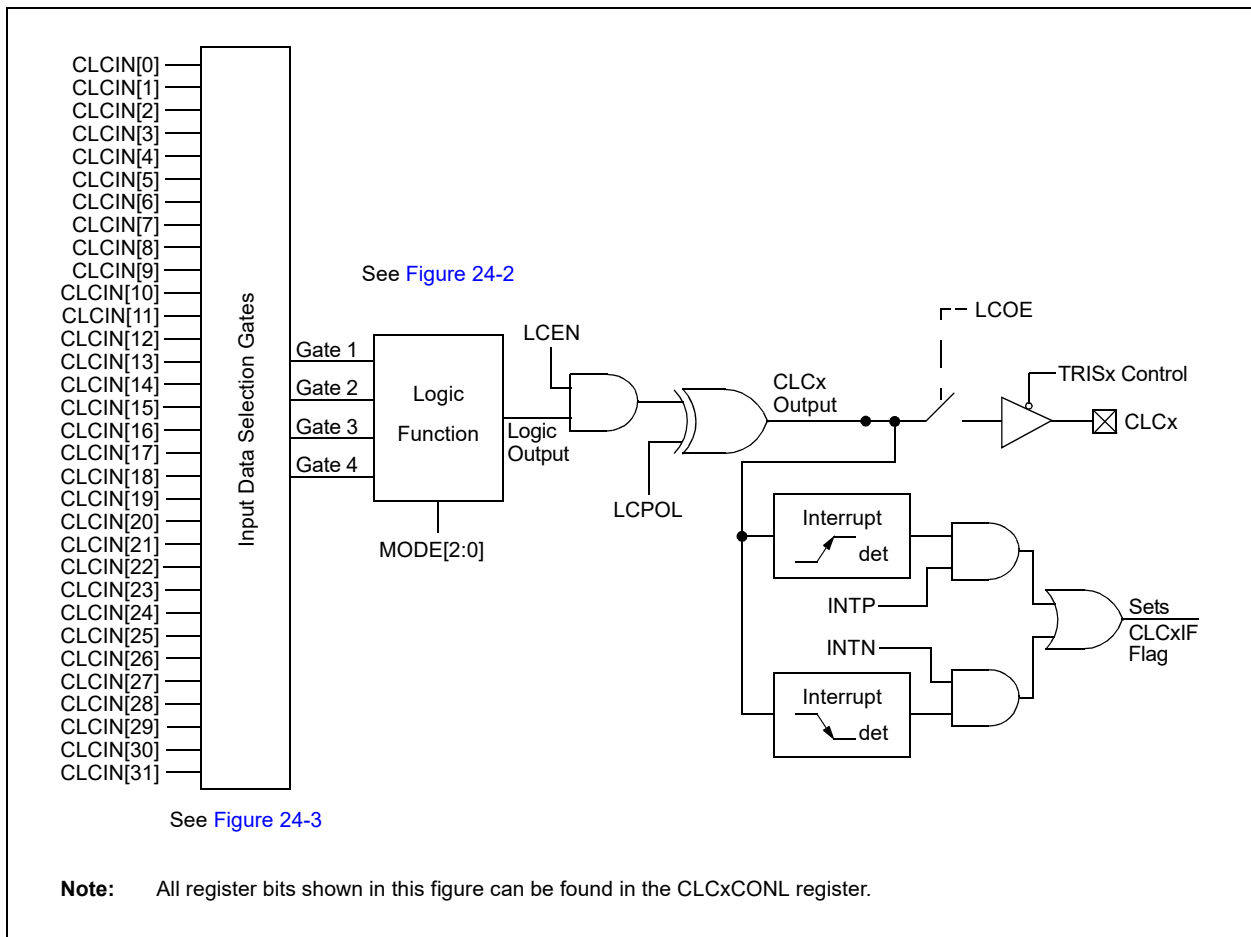 CLCIN[0]
CLCIN[1]
CLCIN[2]
CLCIN[3]
CLCIN[4]
CLCIN[5]
CLCIN[6]
CLCIN[7]
CLCIN[8]
CLCIN[9]
CLCIN[10]
CLCIN[11]
CLCIN[12]
CLCIN[13]
CLCIN[14]
CLCIN[15]
CLCIN[16]
CLCIN[17]
CLCIN[18]
CLCIN[19]
CLCIN[20]
CLCIN[21]
CLCIN[22]
CLCIN[23]
CLCIN[24]
CLCIN[25]
CLCIN[26]
CLCIN[27]
CLCIN[28]
CLCIN[29]
CLCIN[30]
CLCIN[31]
Input Data Selection Gates
See Figure 24-3
See Figure 24-2
Gate 1
Gate 2
Gate 3
Gate 4
Logic
Function
MODE[2:0]
LCEN
Logic
Output
LCPOL
CLCx
Output
LCOE
TRISx Control
CLCx
Interrupt
det
INTP
INTN
Interrupt
det
Sets
CLCxIF
Flag
Note: All register bits shown in this figure can be found in the CLCxCONL register.